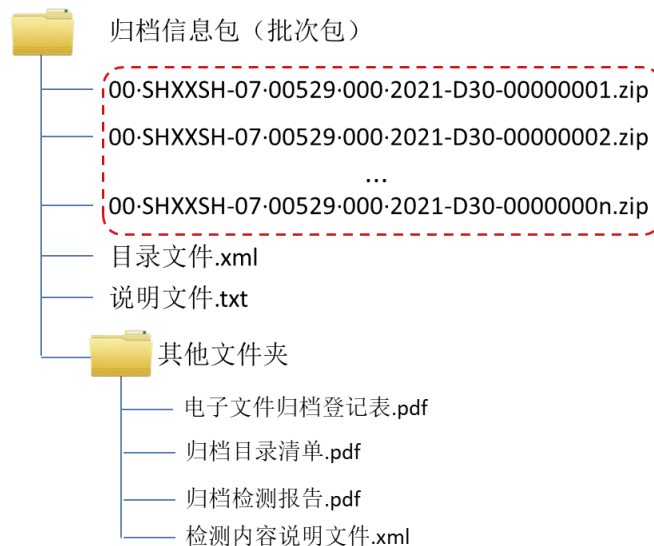 归档信息包（批次包）
00·SHXXSH-07·00529·000·2021-D30-00000001.zip
00·SHXXSH-07·00529·000·2021-D30-00000002.zip
...
00·SHXXSH-07·00529·000·2021-D30-0000000n.zip
目录文件.xml
说明文件.txt
其他文件夹
电子文件归档登记表.pdf
归档目录清单.pdf
归档检测报告.pdf
检测内容说明文件.xml